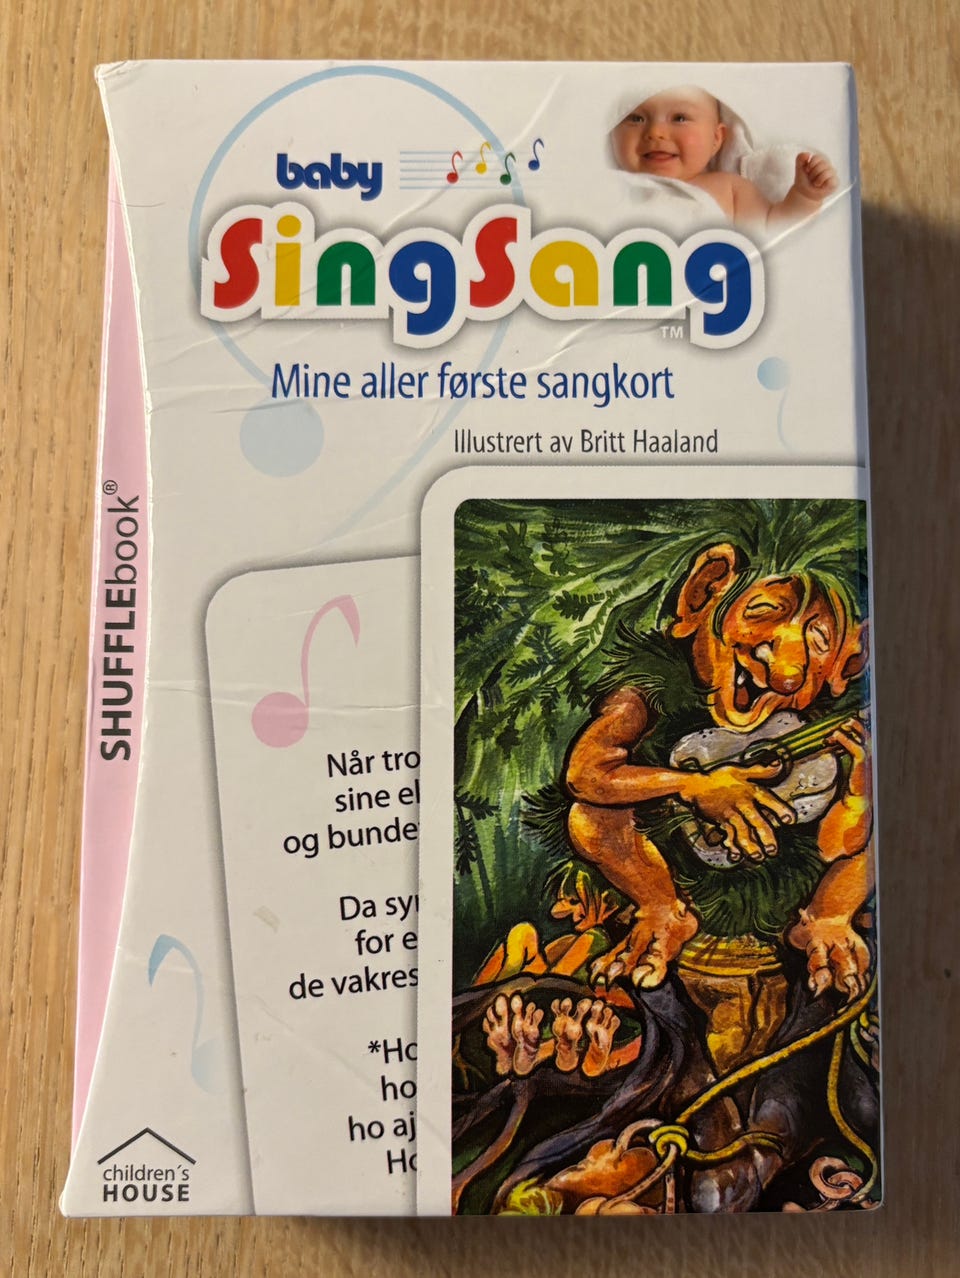 baby
SingSang
TM
Mine aller første sangkort
Illustrert av Britt Haaland
SHUFFLEbook®
Når tro
sine el
og bunde
Da sy
for e
de vakres
*Ho
ho
ho aj
Ho
children´s
HOUSE